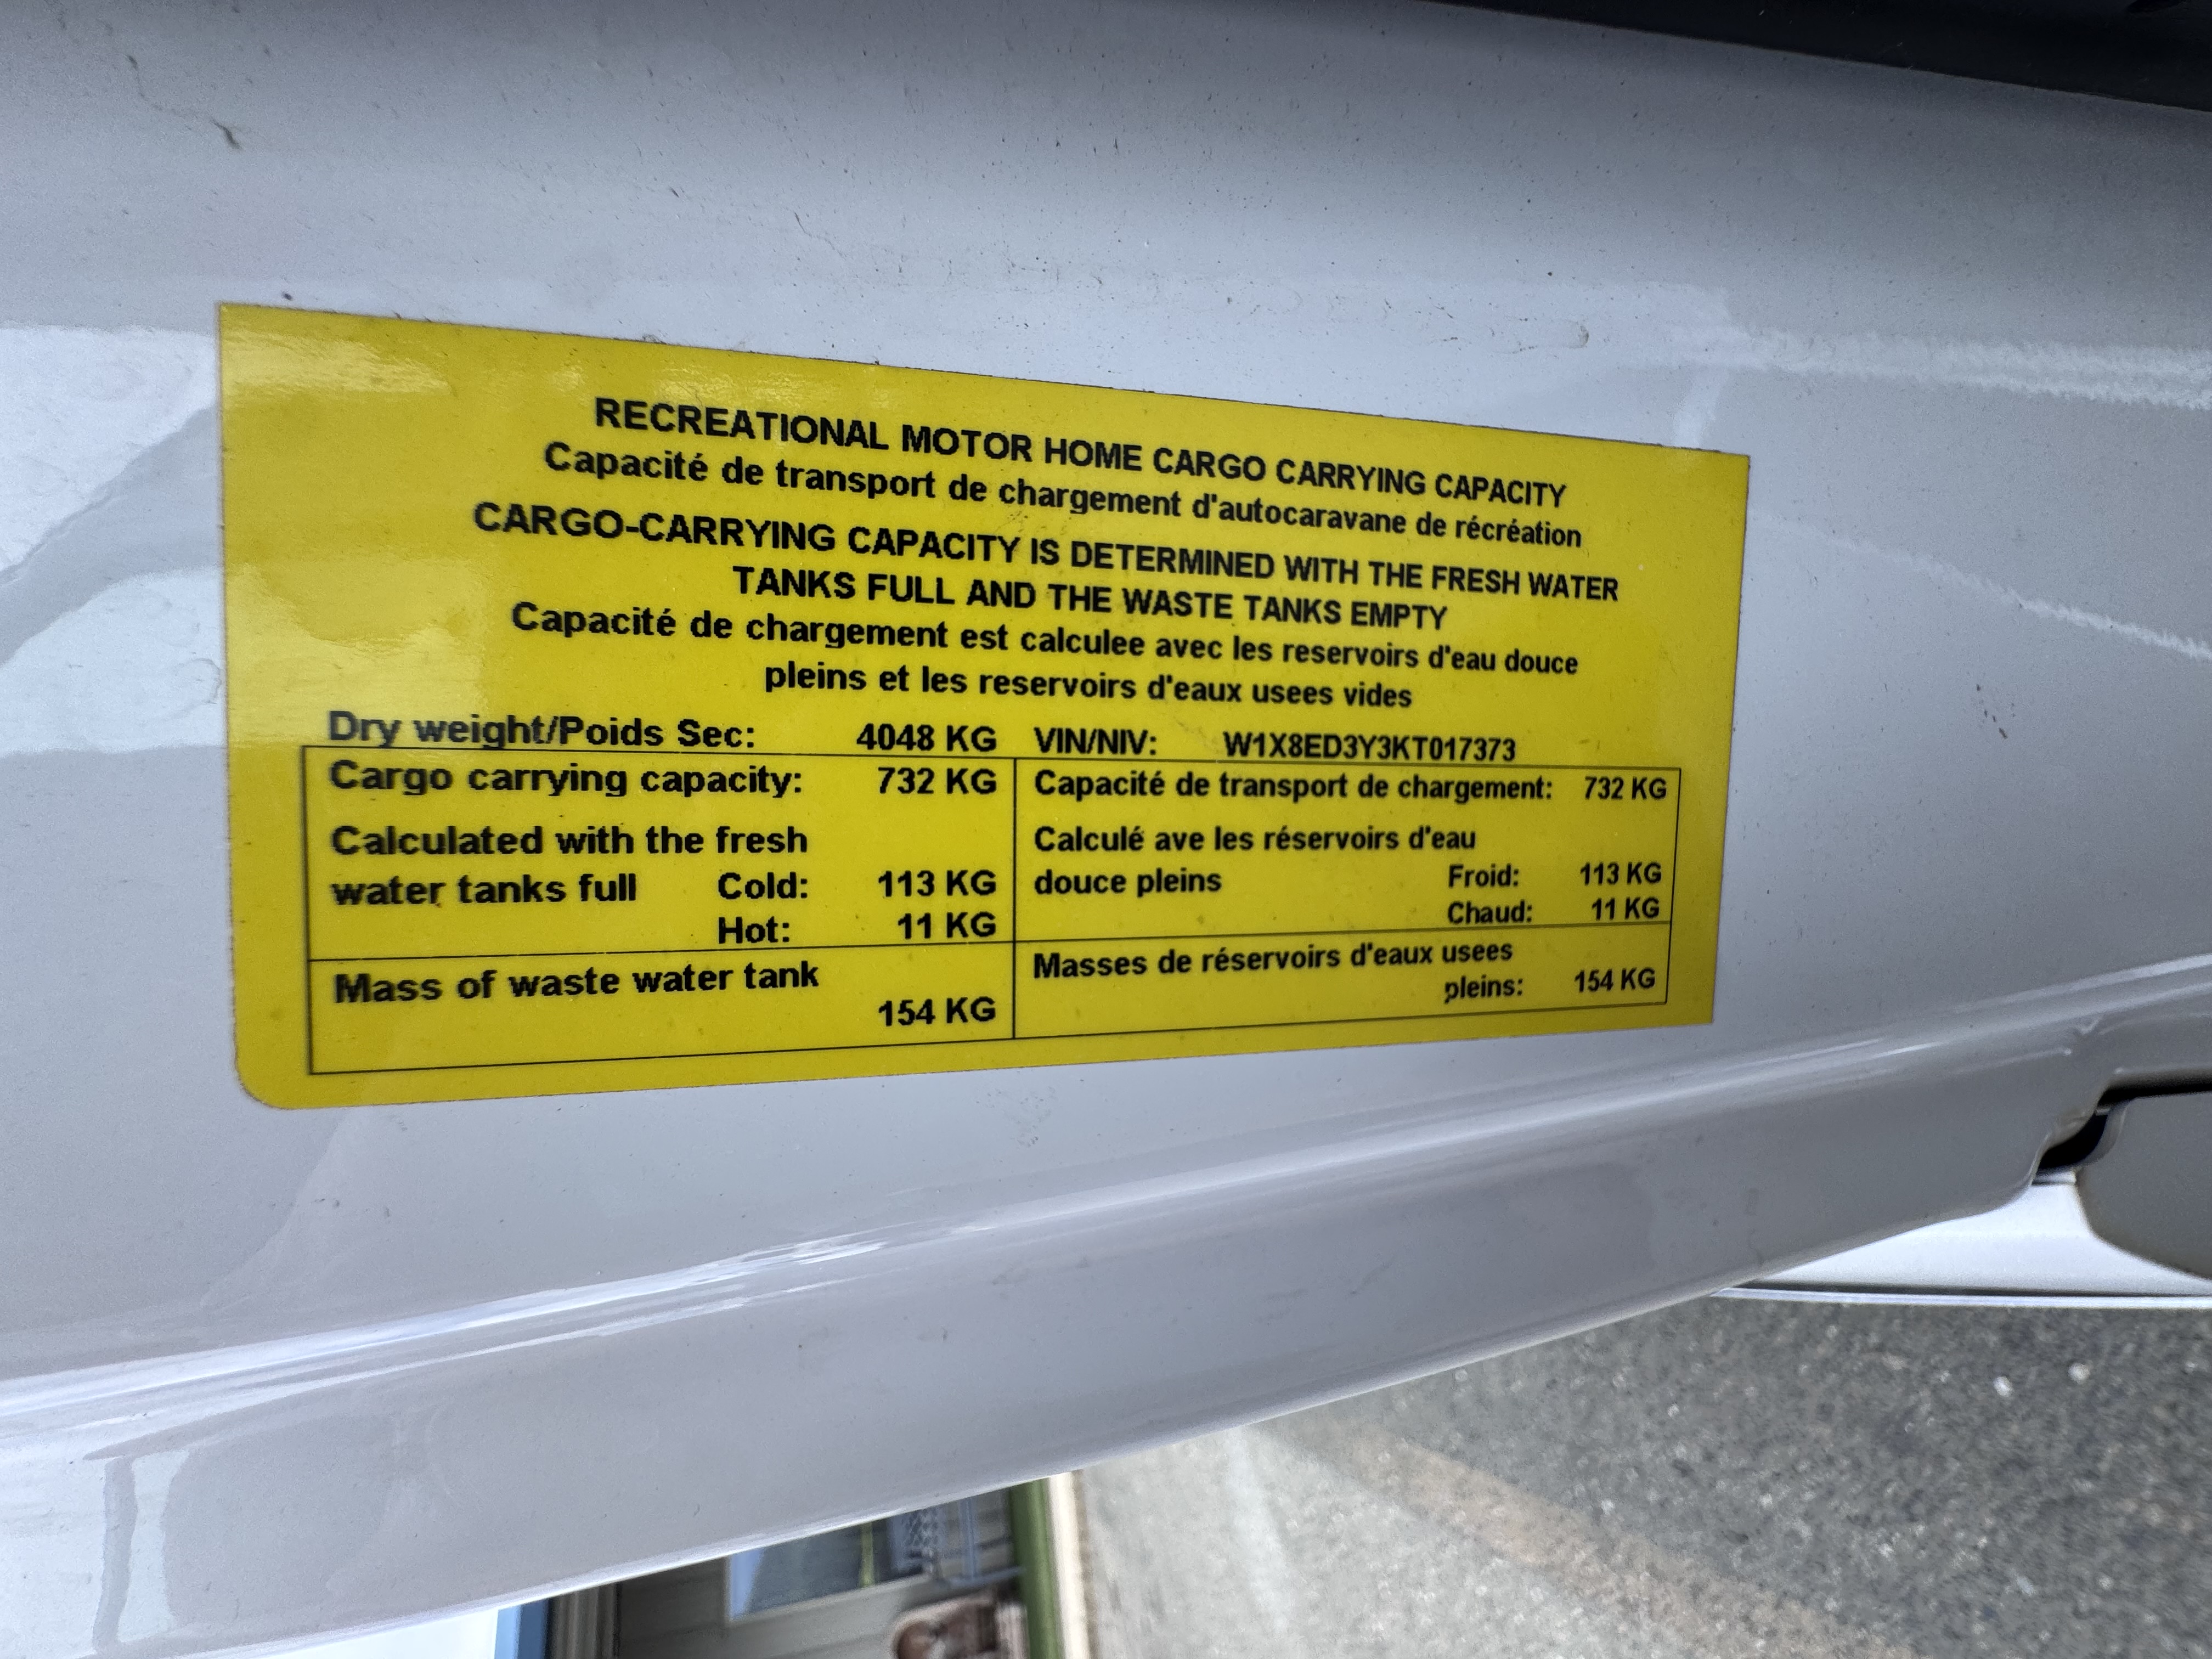 RECREATIONAL MOTOR HOME CARGO CARRYING CAPACITY
Capacité de transport de chargement d'autocaravane de récréation
CARGO-CARRYING CAPACITY IS DETERMINED WITH THE FRESH WATER
TANKS FULL AND THE WASTE TANKS EMPTY
Capacité de chargement est calculee avec les reservoirs d'eau douce
pleins et les reservoirs d'eaux usees vides
Dry weight/Poids Sec: 4048 KG VIN/NIV: W1X8ED3Y3KT017373
Cargo carrying capacity: 732 KG
Calculated with the fresh
water tanks full Cold: 113 KG
Hot: 11 KG
Mass of waste water tank
154 KG
Capacité de transport de chargement: 732 KG
Calculé ave les réservoirs d'eau
douce pleins Froid: 113 KG
Chaud: 11 KG
Masses de réservoirs d'eaux usees
pleins: 154 KG